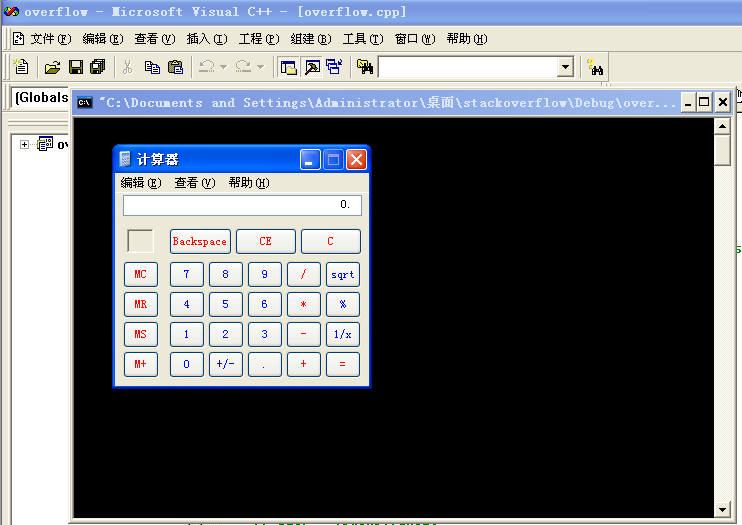 overflow - Microsoft Visual C++ - [overflow.cpp]
文件(F) 编辑(E) 查看(V) 插入(I) 工程(P) 组建(B) 工具(T) 窗口(W) 帮助(H)
(Globals
"C:\Documents and Settings\Administrator\桌面\stackoverflow\Debug\over...
计算器
编辑(E) 查看(V) 帮助(H)
0.
Backspace CE C
MC 7 8 9 / sqrt
MR 4 5 6 * %
MS 1 2 3 - 1/x
M+ 0 +/- . + =